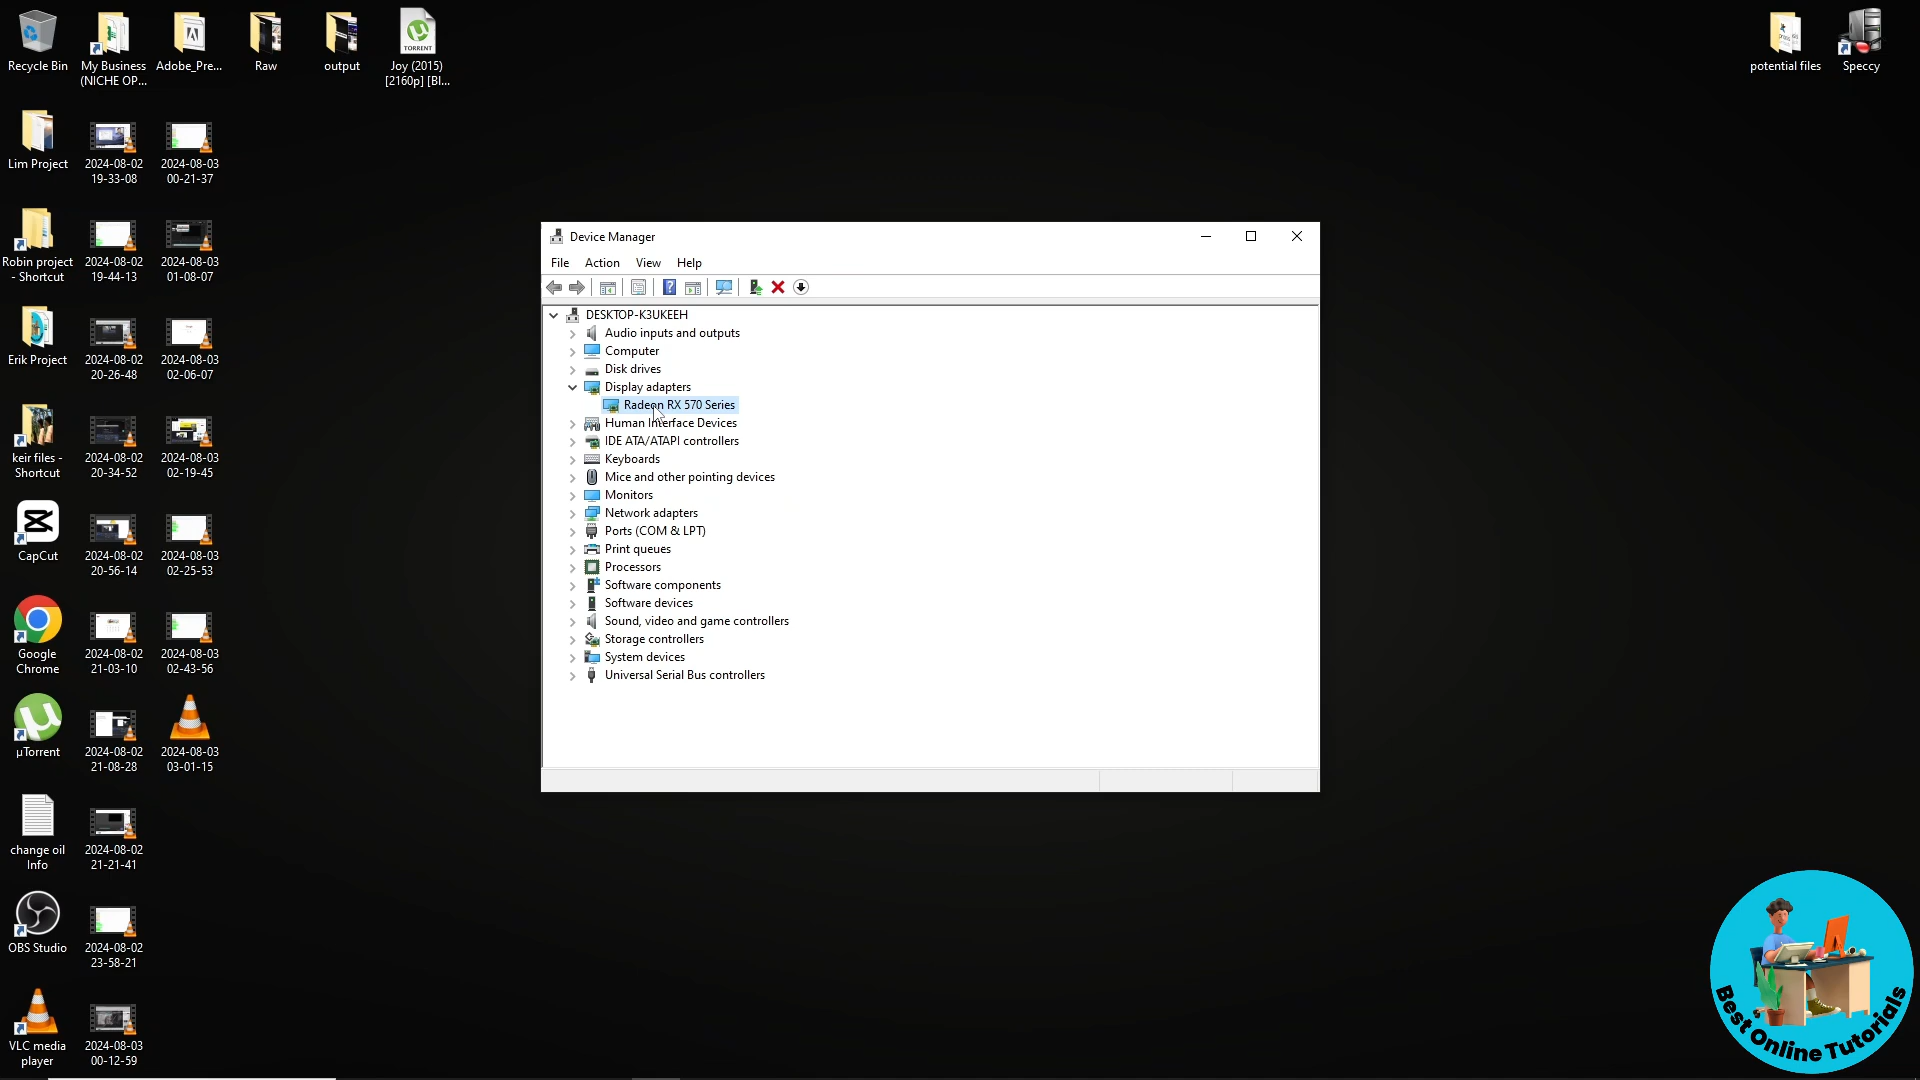 Recycle Bin
My Business
(NICHE OP...
Adobe_Pre...
Raw
output
TORRENT
Joy (2015)
[2160p] [Bl...
potential files
Speccy
Lim Project
2024-08-02
19-33-08
2024-08-03
00-21-37
Robin project
- Shortcut
2024-08-02
19-44-13
2024-08-03
01-08-07
Erik Project
2024-08-02
20-26-48
2024-08-03
02-06-07
keir files -
Shortcut
2024-08-02
20-34-52
2024-08-03
02-19-45
CapCut
2024-08-02
20-56-14
2024-08-03
02-25-53
Google
Chrome
2024-08-02
21-03-10
2024-08-03
02-43-56
µTorrent
2024-08-02
21-08-28
2024-08-03
03-01-15
change oil
Info
2024-08-02
21-21-41
OBS Studio
2024-08-02
23-58-21
VLC media
player
2024-08-03
00-12-59
Device Manager
File Action View Help
DESKTOP-K3UKEEH
Audio inputs and outputs
Computer
Disk drives
Display adapters
Radeon RX 570 Series
Human Interface Devices
IDE ATA/ATAPI controllers
Keyboards
Mice and other pointing devices
Monitors
Network adapters
Ports (COM & LPT)
Print queues
Processors
Software components
Software devices
Sound, video and game controllers
Storage controllers
System devices
Universal Serial Bus controllers
Best Online Tutorials